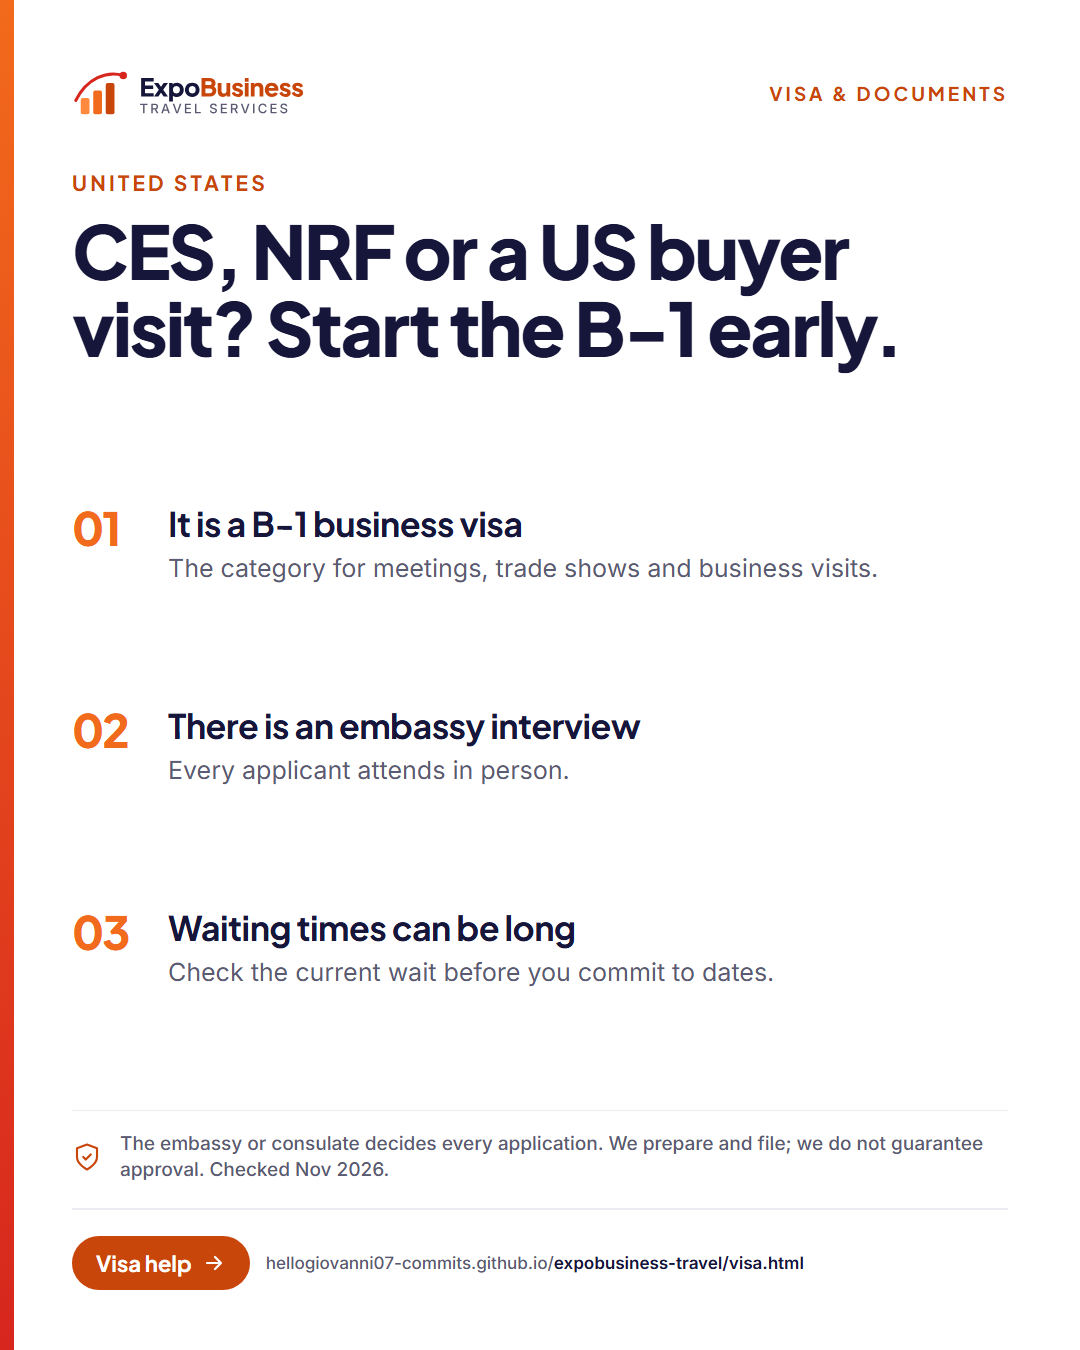 ExpoBusiness
TRAVEL SERVICES
VISA & DOCUMENTS
UNITED STATES
CES, NRF or a US buyer
visit? Start the B-1 early.
01
It is a B-1 business visa
The category for meetings, trade shows and business visits.
02
There is an embassy interview
Every applicant attends in person.
03
Waiting times can be long
Check the current wait before you commit to dates.
The embassy or consulate decides every application. We prepare and file; we do not guarantee
approval. Checked Nov 2026.
Visa help →
hellogiovanni07-commits.github.io/expobusiness-travel/visa.html